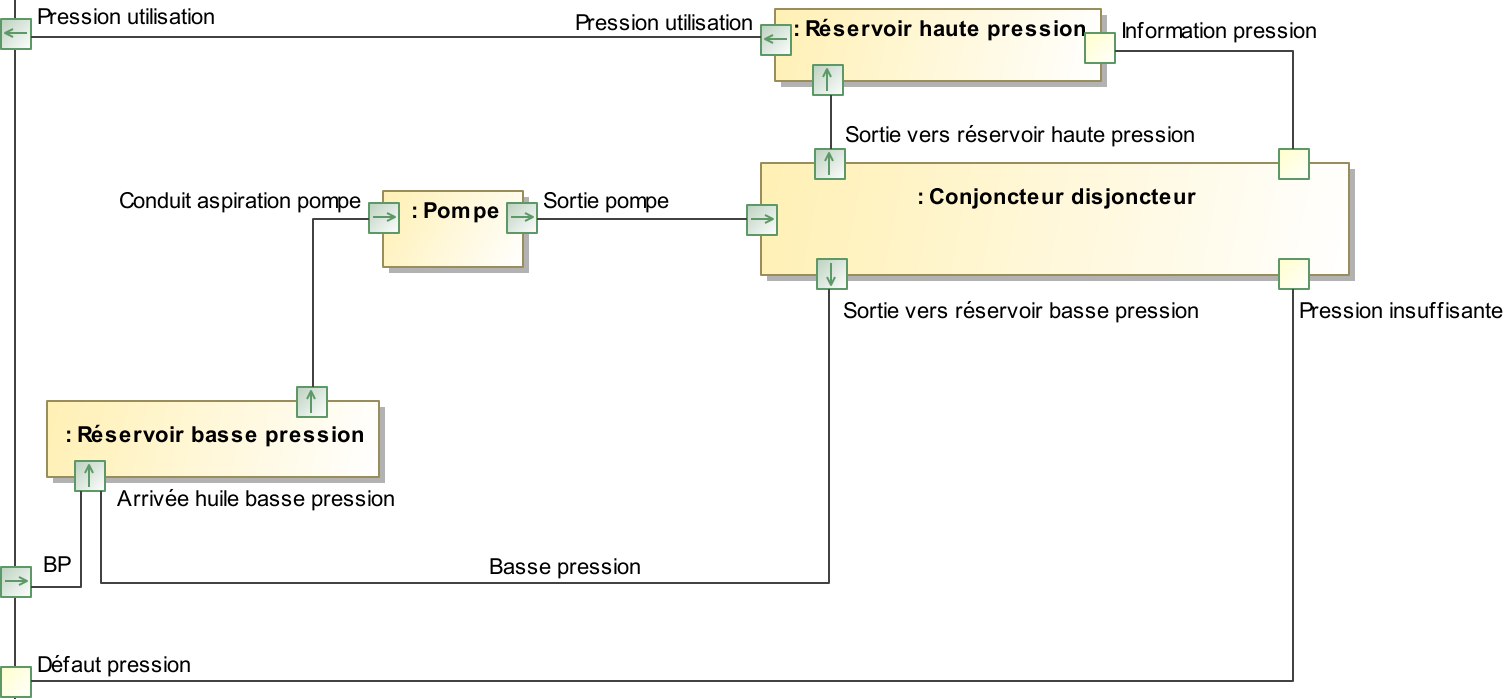 Pression utilisation
Pression utilisation
: Réservoir haute pression
Information pression
Sortie vers réservoir haute pression
Conduit aspiration pompe
: Pompe
Sortie pompe
: Conjoncteur disjoncteur
Sortie vers réservoir basse pression
Pression insuffisante
: Réservoir basse pression
Arrivée huile basse pression
BP
Basse pression
Défaut pression